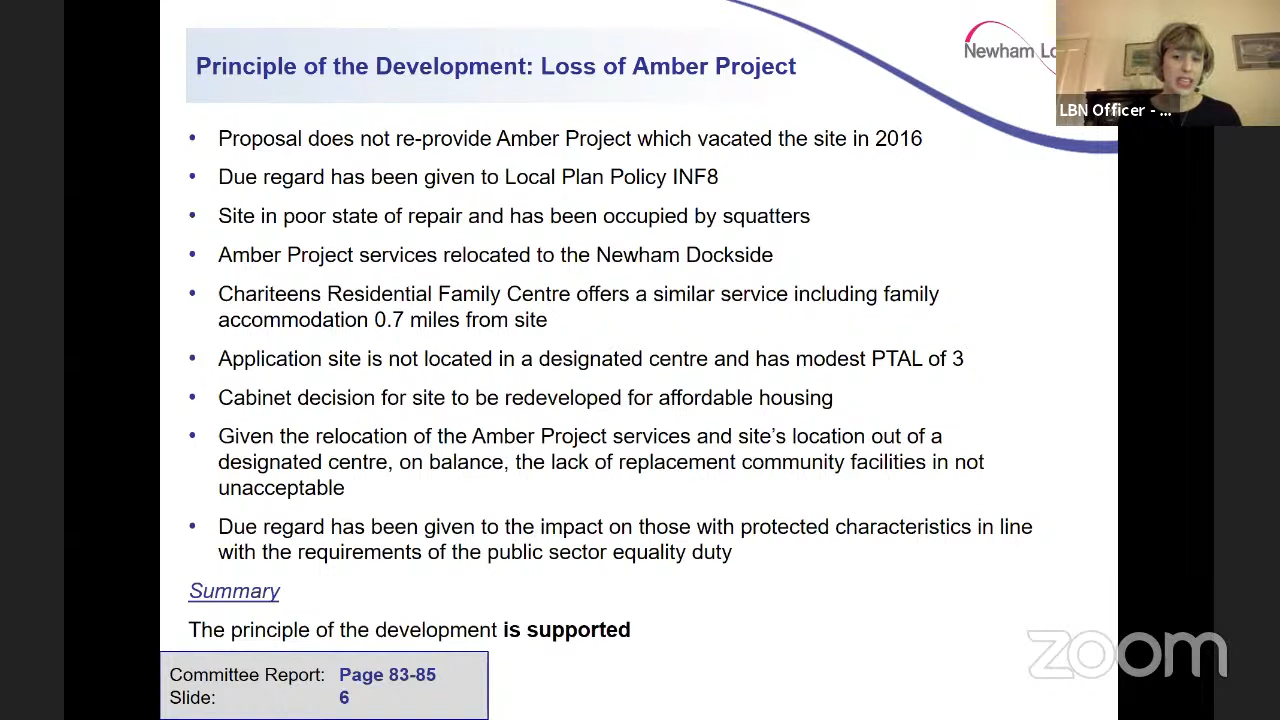 Principle of the Development: Loss of Amber Project
Newham Lo
LBN Officer - ...
• Proposal does not re-provide Amber Project which vacated the site in 2016
• Due regard has been given to Local Plan Policy INF8
• Site in poor state of repair and has been occupied by squatters
• Amber Project services relocated to the Newham Dockside
• Chariteens Residential Family Centre offers a similar service including family
accommodation 0.7 miles from site
• Application site is not located in a designated centre and has modest PTAL of 3
• Cabinet decision for site to be redeveloped for affordable housing
• Given the relocation of the Amber Project services and site's location out of a
designated centre, on balance, the lack of replacement community facilities in not
unacceptable
• Due regard has been given to the impact on those with protected characteristics in line
with the requirements of the public sector equality duty
Summary
The principle of the development is supported
Committee Report: Page 83-85
Slide: 6
zoom